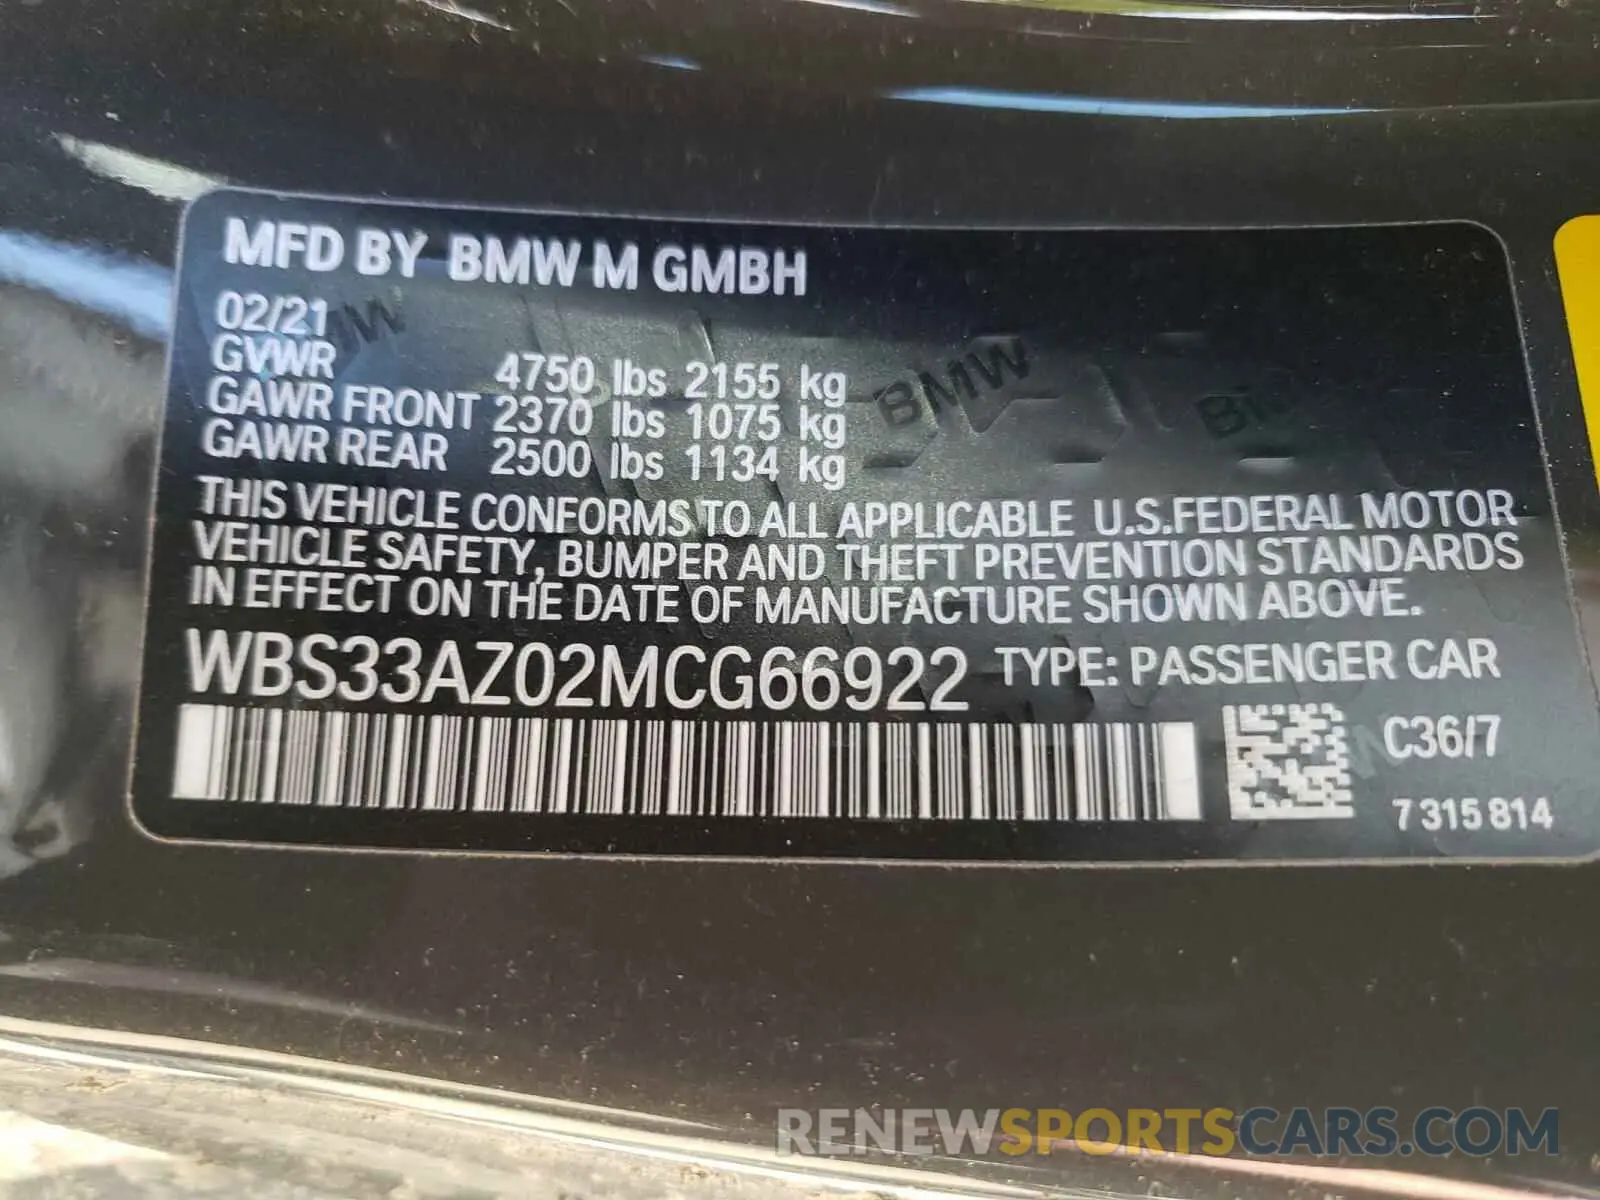 MFD BY BMW M GMBH
02/21
GVWR 4750 lbs 2155 kg
GAWR FRONT 2370 lbs 1075 kg
GAWR REAR 2500 lbs 1134 kg
THIS VEHICLE CONFORMS TO ALL APPLICABLE U.S.FEDERAL MOTOR
VEHICLE SAFETY, BUMPER AND THEFT PREVENTION STANDARDS
IN EFFECT ON THE DATE OF MANUFACTURE SHOWN ABOVE.
WBS33AZ02MCG66922 TYPE: PASSENGER CAR
C36/7
7 315 814
BMW
RENEWSPORTSCARS.COM